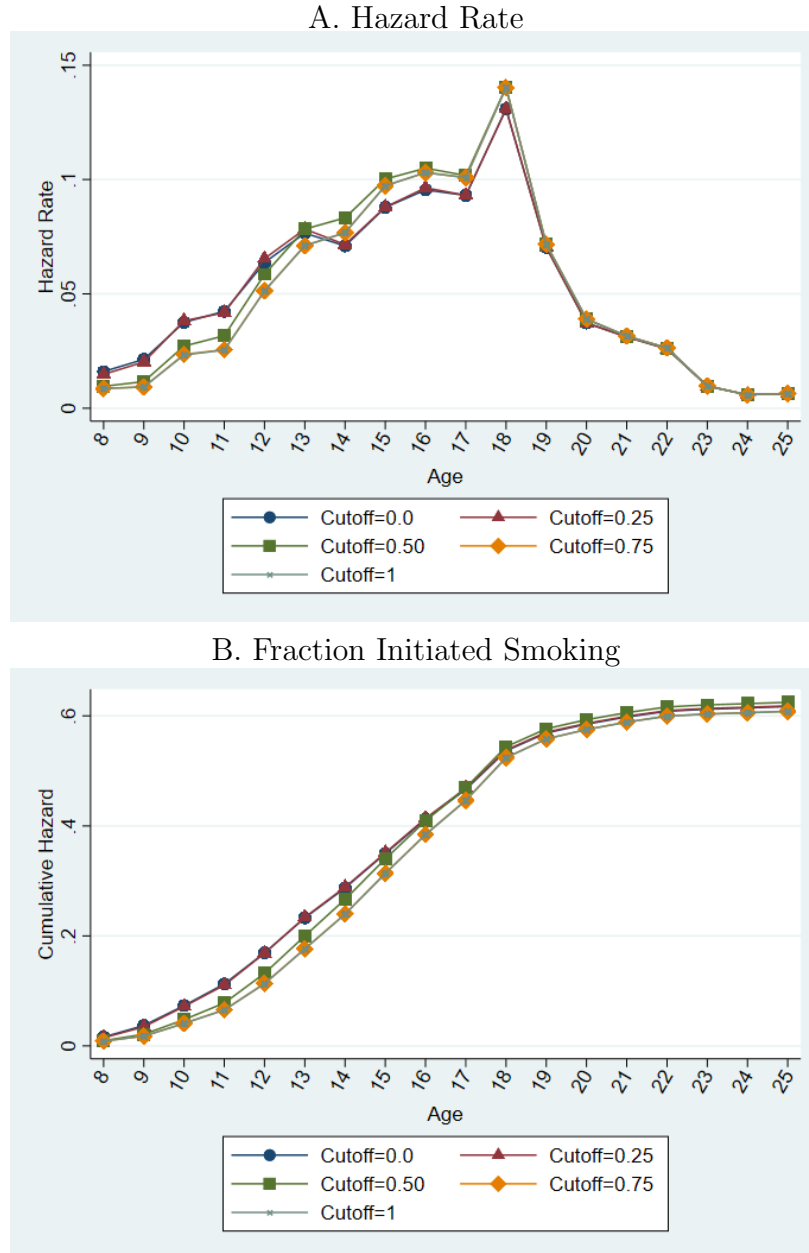 A. Hazard Rate
.15
.1
.05
0
Hazard Rate
8 9 10 11 12 13 14 15 16 17 18 19 20 21 22 23 24 25
Age
Cutoff=0.0 Cutoff=0.25
Cutoff=0.50 Cutoff=0.75
Cutoff=1
B. Fraction Initiated Smoking
.6
.4
.2
0
Cumulative Hazard
8 9 10 11 12 13 14 15 16 17 18 19 20 21 22 23 24 25
Age
Cutoff=0.0 Cutoff=0.25
Cutoff=0.50 Cutoff=0.75
Cutoff=1